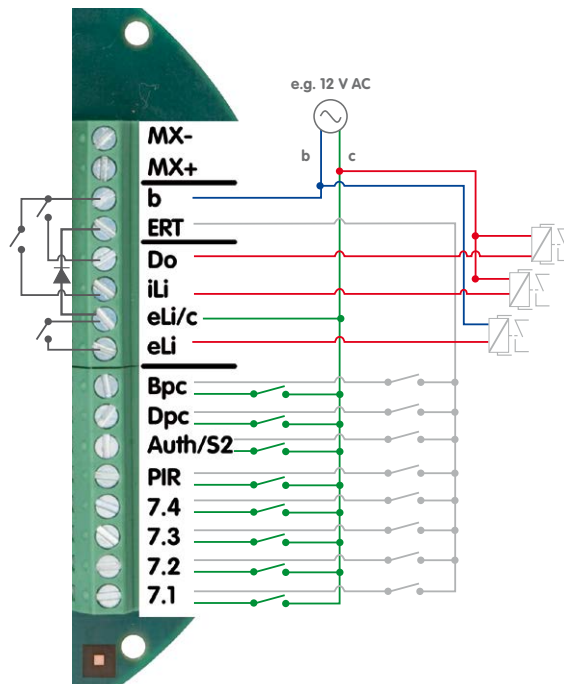 e.g. 12 V AC
b c
MX-
MX+
b
ERT
Do
iLi
eLi/c
eLi
Bpc
Dpc
Auth/S2
PIR
7.4
7.3
7.2
7.1